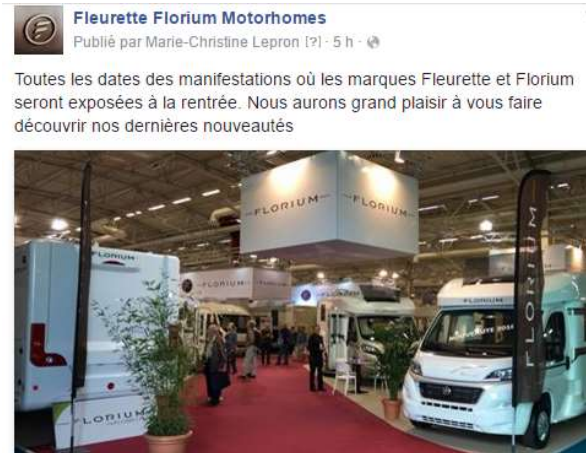 Fleurette Florium Motorhomes
Publié par Marie-Christine Lepron [?] · 5 h ·
Toutes les dates des manifestations où les marques Fleurette et Florium
seront exposées à la rentrée. Nous aurons grand plaisir à vous faire
découvrir nos dernières nouveautés
FLORIUM
FLORIUM
FLORIUM
FLORIUM
FLORIUM
FLORIUM
FLORIUM
FLORIUM
FLORIUM